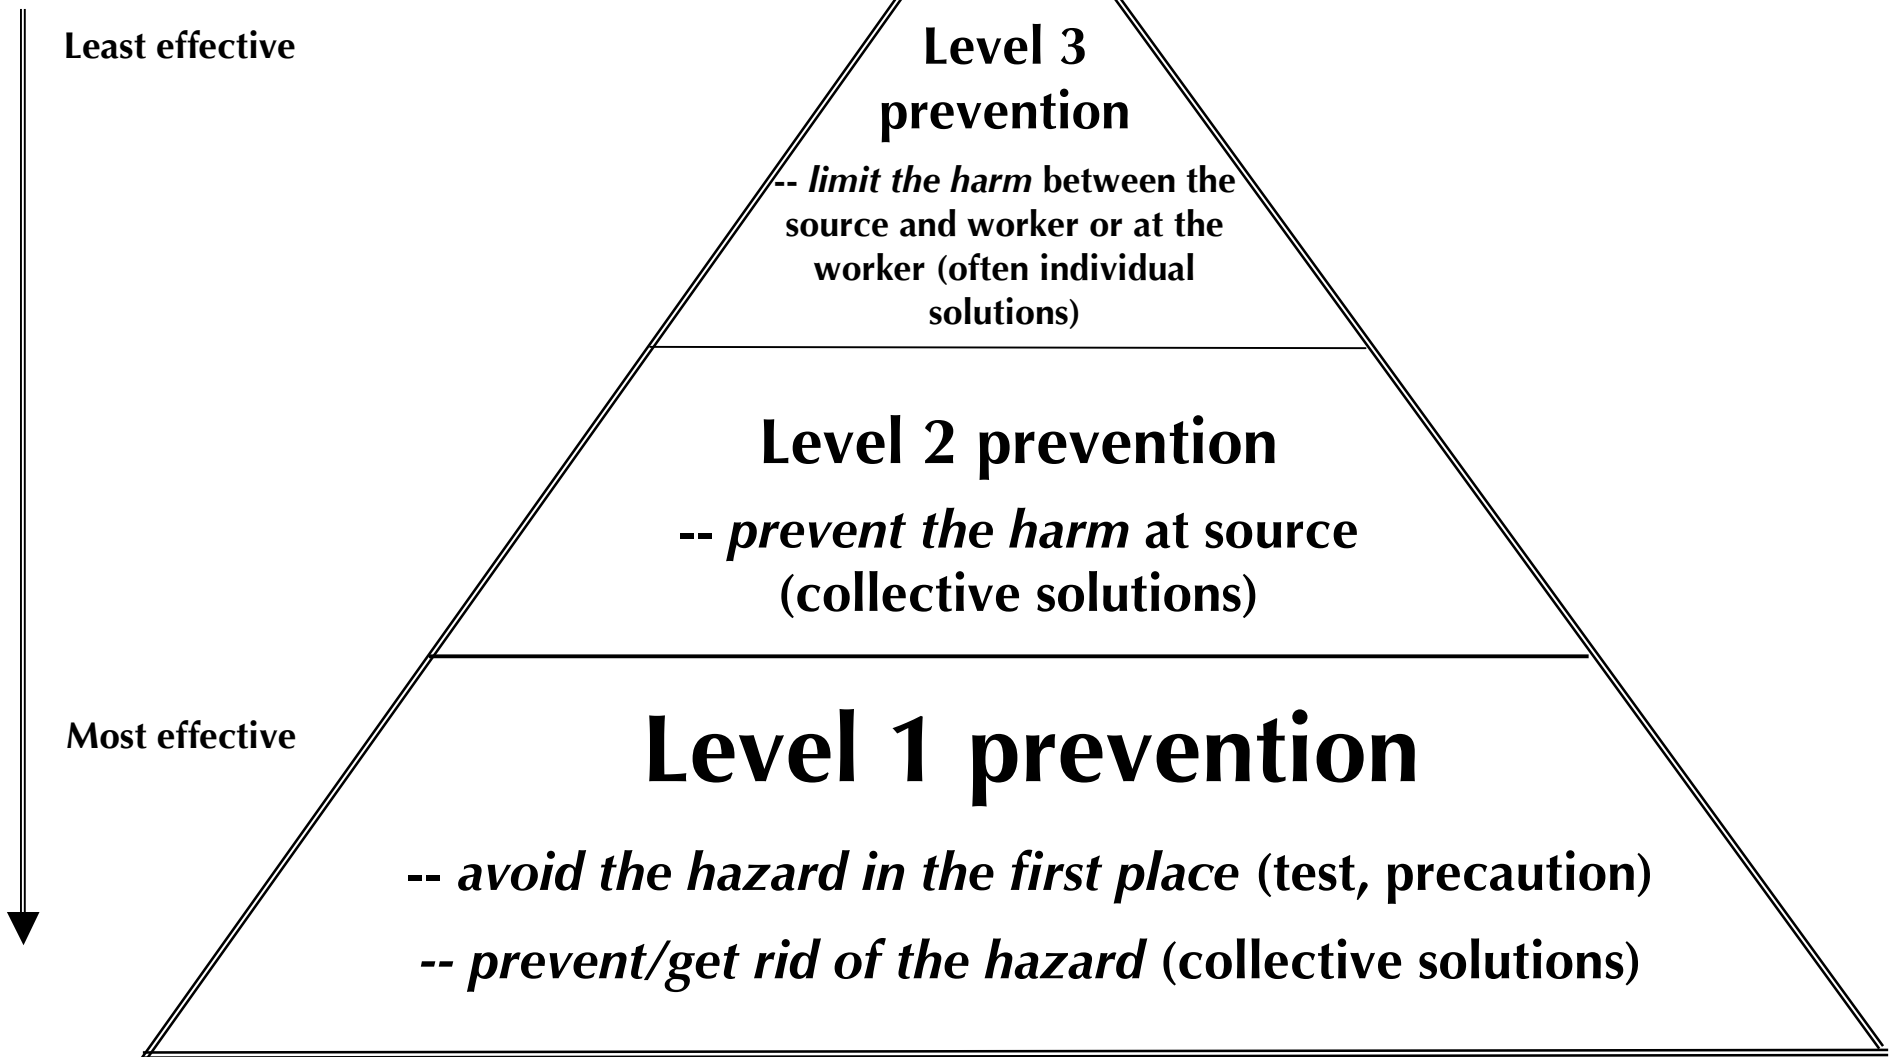 Least effective
Level 3
prevention
-- limit the harm between the
source and worker or at the
worker (often individual
solutions)
Level 2 prevention
-- prevent the harm at source
(collective solutions)
Most effective
Level 1 prevention
-- avoid the hazard in the first place (test, precaution)
-- prevent/get rid of the hazard (collective solutions)